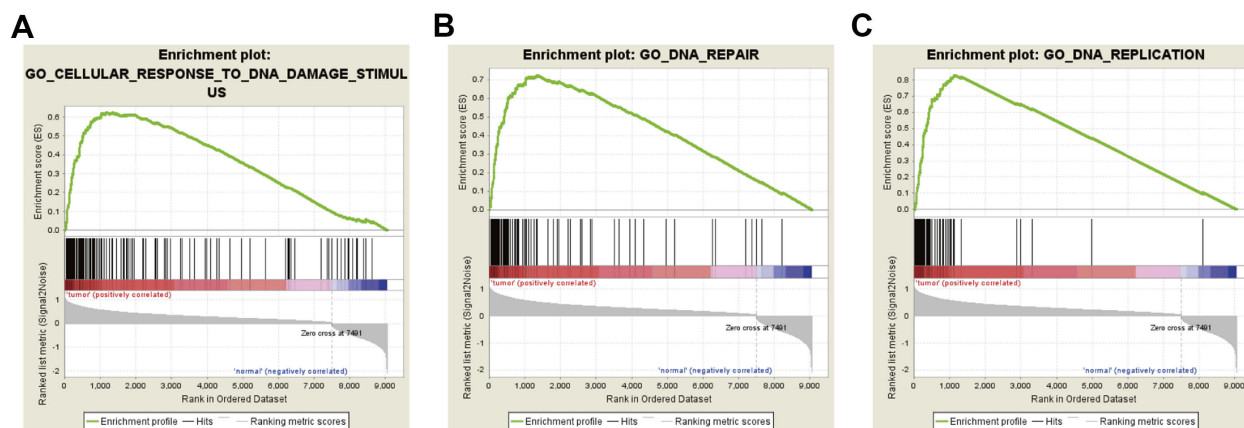 A
Enrichment plot:
GO_CELLULAR_RESPONSE_TO_DNA_DAMAGE_STIMUL
US
Enrichment score (ES)
0.6
0.5
0.4
0.3
0.2
0.1
0.0
'tumor' (positively correlated)
Ranked list metric (Signal2Noise)
1
0
-1
-2
Zero cross at 7491
'normal' (negatively correlated)
0 1,000 2,000 3,000 4,000 5,000 6,000 7,000 8,000 9,000
Rank in Ordered Dataset
Enrichment profile Hits Ranking metric scores
B
Enrichment plot: GO_DNA_REPAIR
Enrichment score (ES)
0.7
0.6
0.5
0.4
0.3
0.2
0.1
0.0
'tumor' (positively correlated)
Ranked list metric (Signal2Noise)
1
0
-1
-2
Zero cross at 7491
'normal' (negatively correlated)
0 1,000 2,000 3,000 4,000 5,000 6,000 7,000 8,000 9,000
Rank in Ordered Dataset
Enrichment profile Hits Ranking metric scores
C
Enrichment plot: GO_DNA_REPLICATION
Enrichment score (ES)
0.8
0.7
0.6
0.5
0.4
0.3
0.2
0.1
0.0
'tumor' (positively correlated)
Ranked list metric (Signal2Noise)
1
0
-1
-2
Zero cross at 7491
'normal' (negatively correlated)
0 1,000 2,000 3,000 4,000 5,000 6,000 7,000 8,000 9,000
Rank in Ordered Dataset
Enrichment profile Hits Ranking metric scores